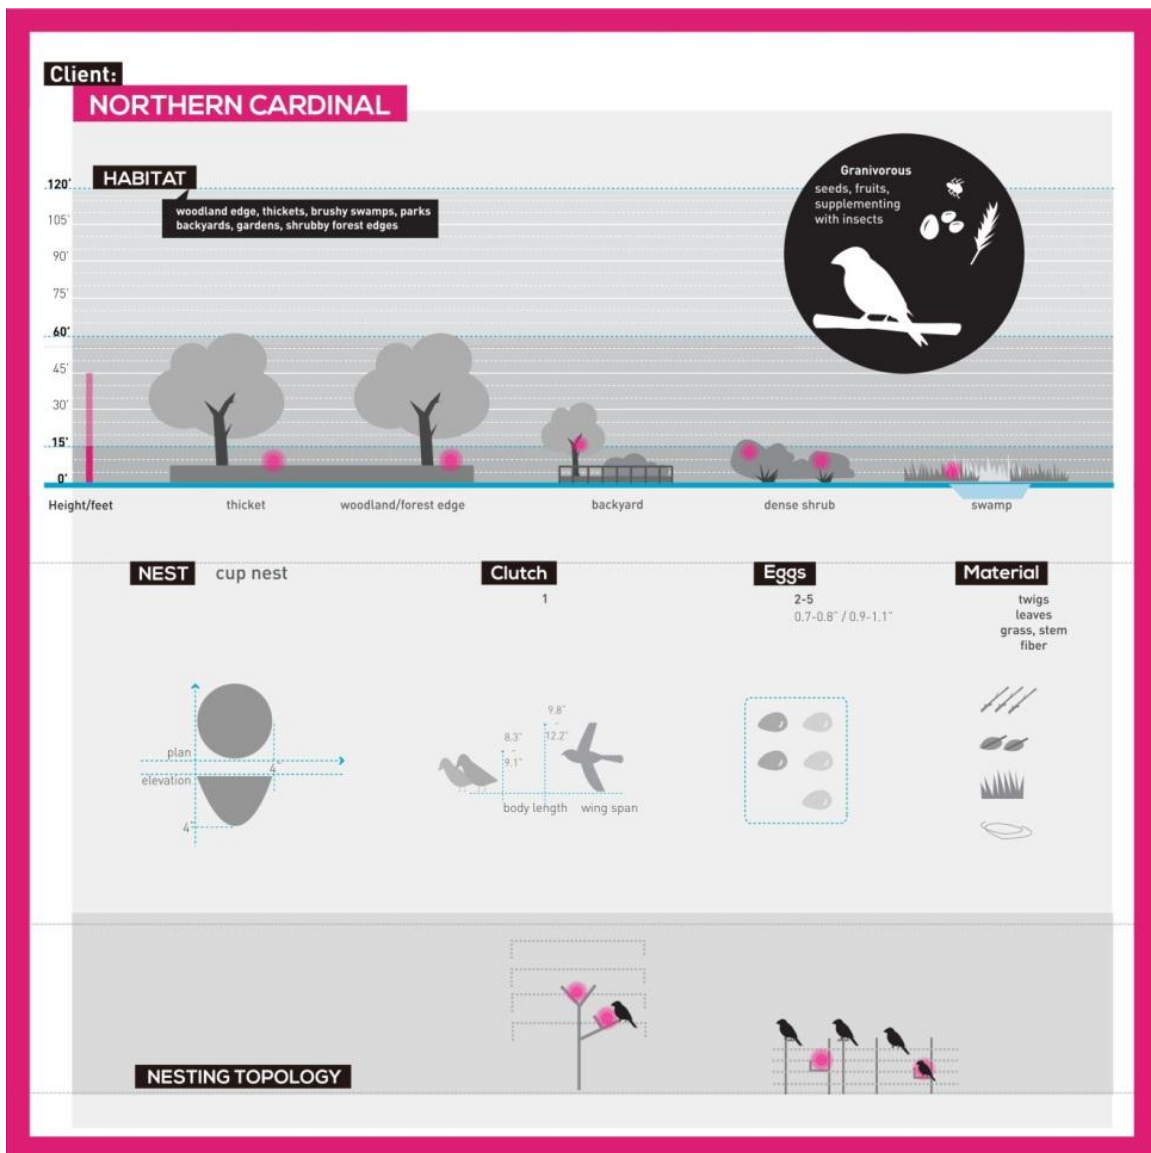 Client:
NORTHERN CARDINAL
HABITAT
woodland edge, thickets, brushy swamps, parks
backyards, gardens, shrubby forest edges
Granivorous
seeds, fruits,
supplementing
with insects
120'
105'
90'
75'
60'
45'
30'
15'
0'
Height/feet
thicket
woodland/forest edge
backyard
dense shrub
swamp
NEST
cup nest
Clutch
1
Eggs
2-5
0.7-0.8" / 0.9-1.1"
Material
twigs
leaves
grass, stem
fiber
plan
elevation
4"
4"
8.3"
-
9.1"
9.8"
-
12.2"
body length
wing span
NESTING TOPOLOGY